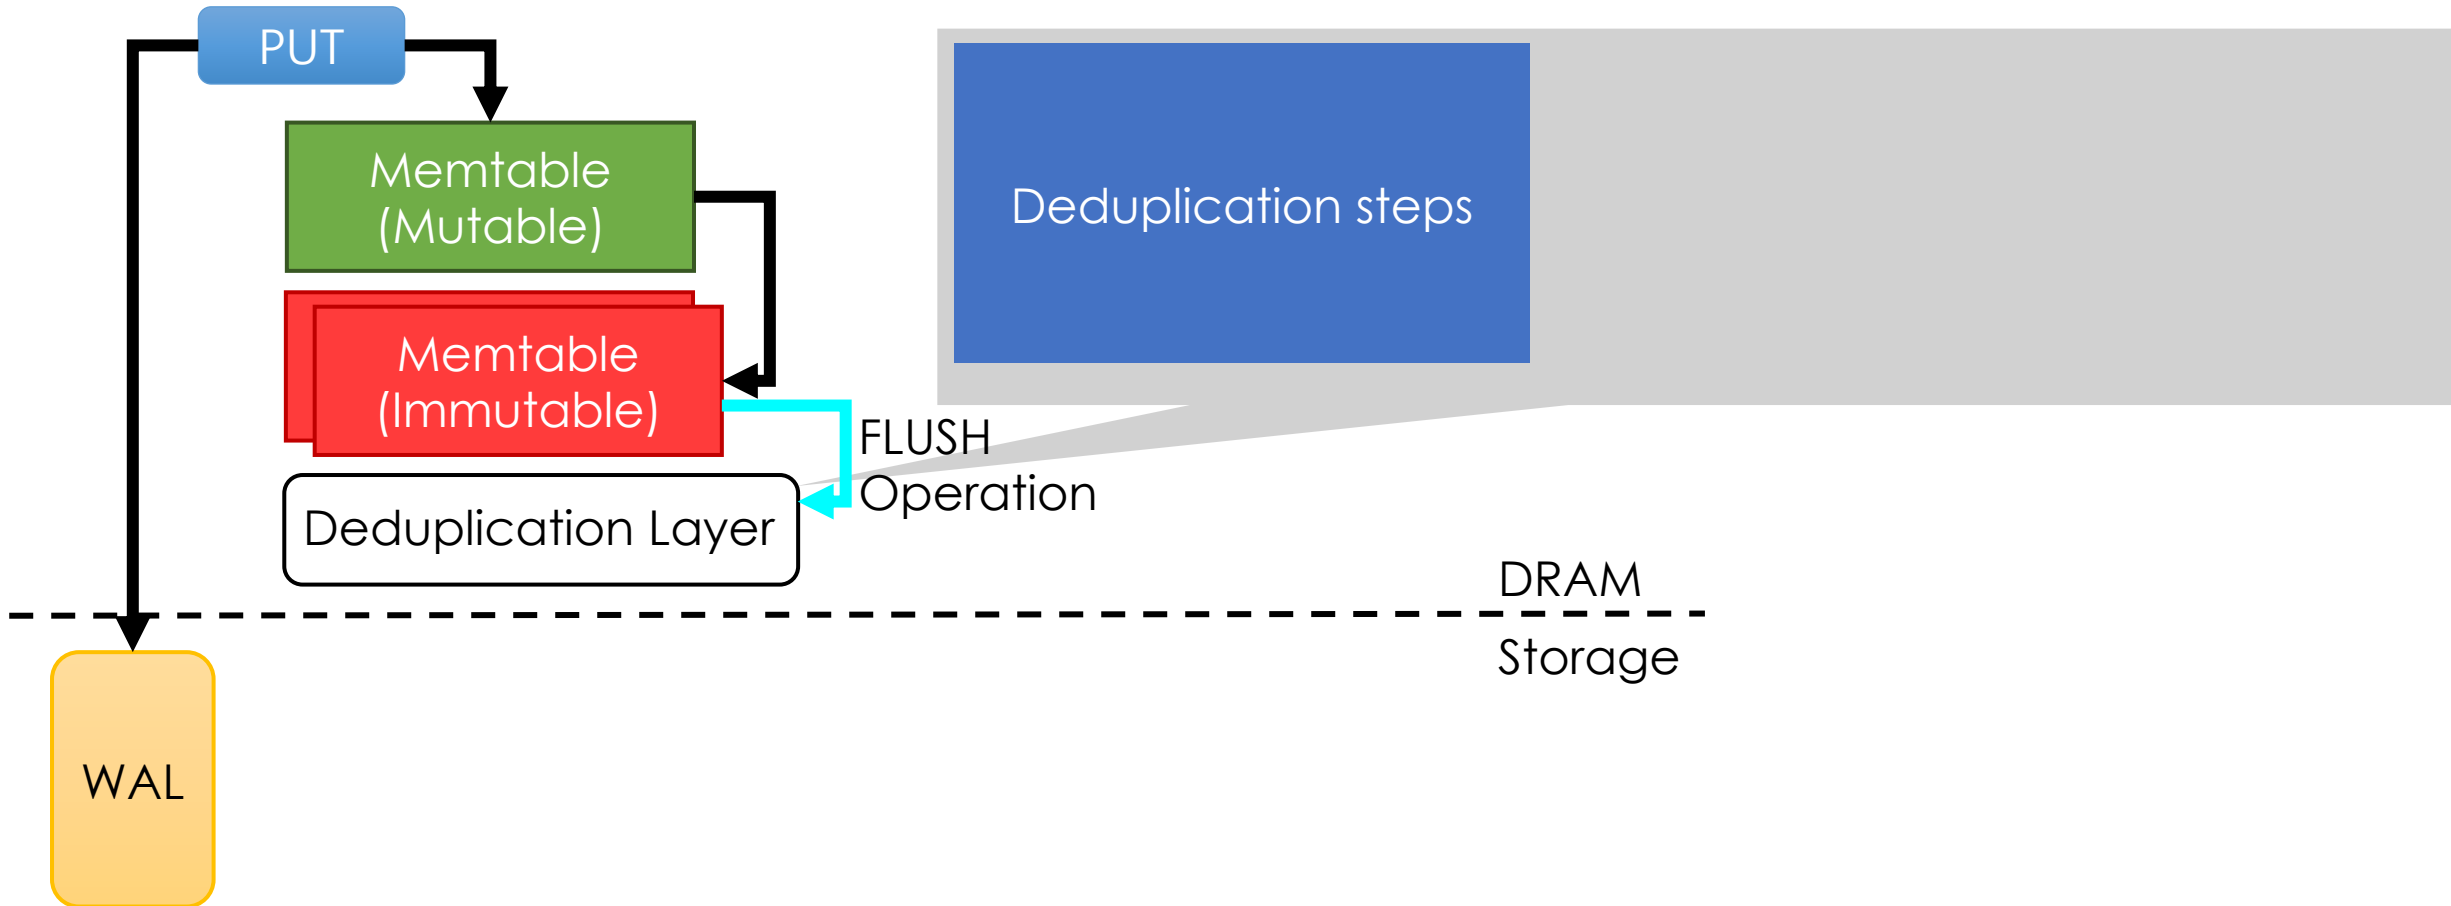 PUT
Memtable
(Mutable)
Deduplication steps
Memtable
(Immutable)
FLUSH
Operation
Deduplication Layer
DRAM
Storage
WAL